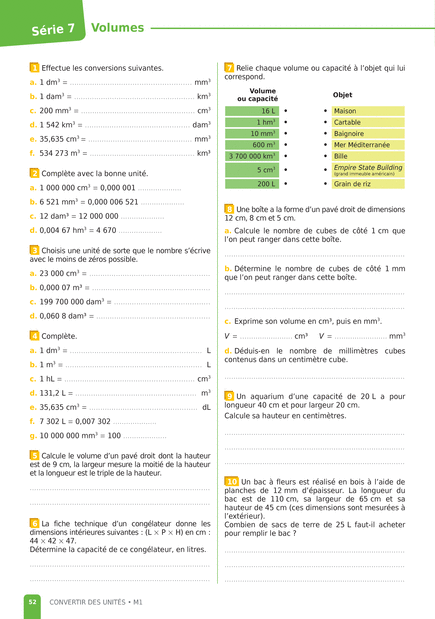 Série 7
Volumes
1 Effectue les conversions suivantes.
a. 1 dm³ = ........................ mm³
b. 1 dam³ = ........................ km³
c. 200 mm³ = ........................ cm³
d. 1 542 km³ = ........................ dam³
e. 35,635 cm³ = ........................ mm³
f. 534 273 m³ = ........................ km³
2 Complète avec la bonne unité.
a. 1 000 000 cm³ = 0,000 001 ..................
b. 6 521 mm³ = 0,000 006 521 ..................
c. 12 dam³ = 12 000 000 ..................
d. 0,004 67 hm³ = 4 670 ..................
3 Choisis une unité de sorte que le nombre s'écrive
avec le moins de zéros possible.
a. 23 000 cm³ = ........................
b. 0,000 07 m³ = ........................
c. 199 700 000 dam³ = ........................
d. 0,060 8 dam³ = ........................
4 Complète.
a. 1 dm³ = ........................ L
b. 1 m³ = ........................ L
c. 1 hL = ........................ cm³
d. 131,2 L = ........................ m³
e. 35,635 cm³ = ........................ dL
f. 7 302 L = 0,007 302 ..................
g. 10 000 000 mm³ = 100 ..................
5 Calcule le volume d'un pavé droit dont la hauteur
est de 9 cm, la largeur mesure la moitié de la hauteur
et la longueur est le triple de la hauteur.
6 La fiche technique d'un congélateur donne les
dimensions intérieures suivantes : (L × P × H) en cm :
44 × 42 × 47.
Détermine la capacité de ce congélateur, en litres.
7 Relie chaque volume ou capacité à l'objet qui lui
correspond.
Volume
ou capacité
Objet
16 L • • Maison
1 hm³ • • Cartable
10 mm³ • • Baignoire
600 m³ • • Mer Méditerranée
3 700 000 km³ • • Bille
5 cm³ • • Empire State Building
(grand immeuble américain)
200 L • • Grain de riz
8 Une boîte a la forme d'un pavé droit de dimensions
12 cm, 8 cm et 5 cm.
a. Calcule le nombre de cubes de côté 1 cm que
l'on peut ranger dans cette boîte.
b. Détermine le nombre de cubes de côté 1 mm
que l'on peut ranger dans cette boîte.
c. Exprime son volume en cm³, puis en mm³.
V = .................. cm³ V = .................. mm³
d. Déduis-en le nombre de millimètres cubes
contenus dans un centimètre cube.
9 Un aquarium d'une capacité de 20 L a pour
longueur 40 cm et pour largeur 20 cm.
Calcule sa hauteur en centimètres.
10 Un bac à fleurs est réalisé en bois à l'aide de
planches de 12 mm d'épaisseur. La longueur du
bac est de 110 cm, sa largeur de 65 cm et sa
hauteur de 45 cm (ces dimensions sont mesurées à
l'extérieur).
Combien de sacs de terre de 25 L faut-il acheter
pour remplir le bac ?
52 CONVERTIR DES UNITÉS • M1